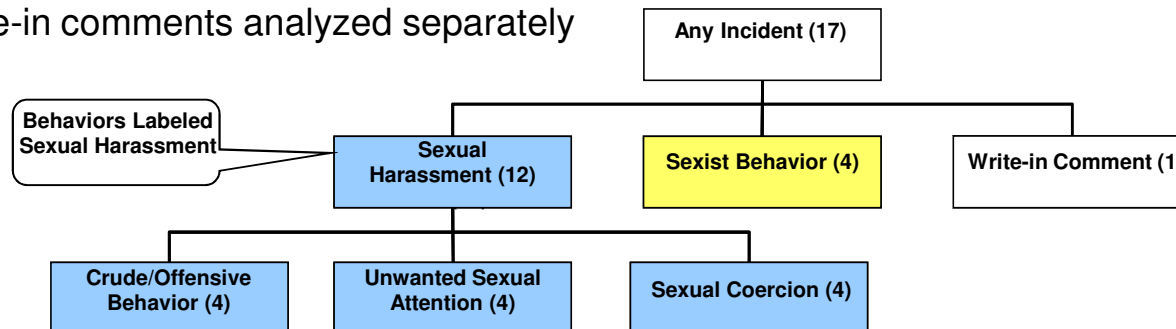 e-in comments analyzed separately
Any Incident (17)
Behaviors Labeled
Sexual Harassment
Sexual
Harassment (12)
Sexist Behavior (4)
Write-in Comment (1
Crude/Offensive
Behavior (4)
Unwanted Sexual
Attention (4)
Sexual Coercion (4)